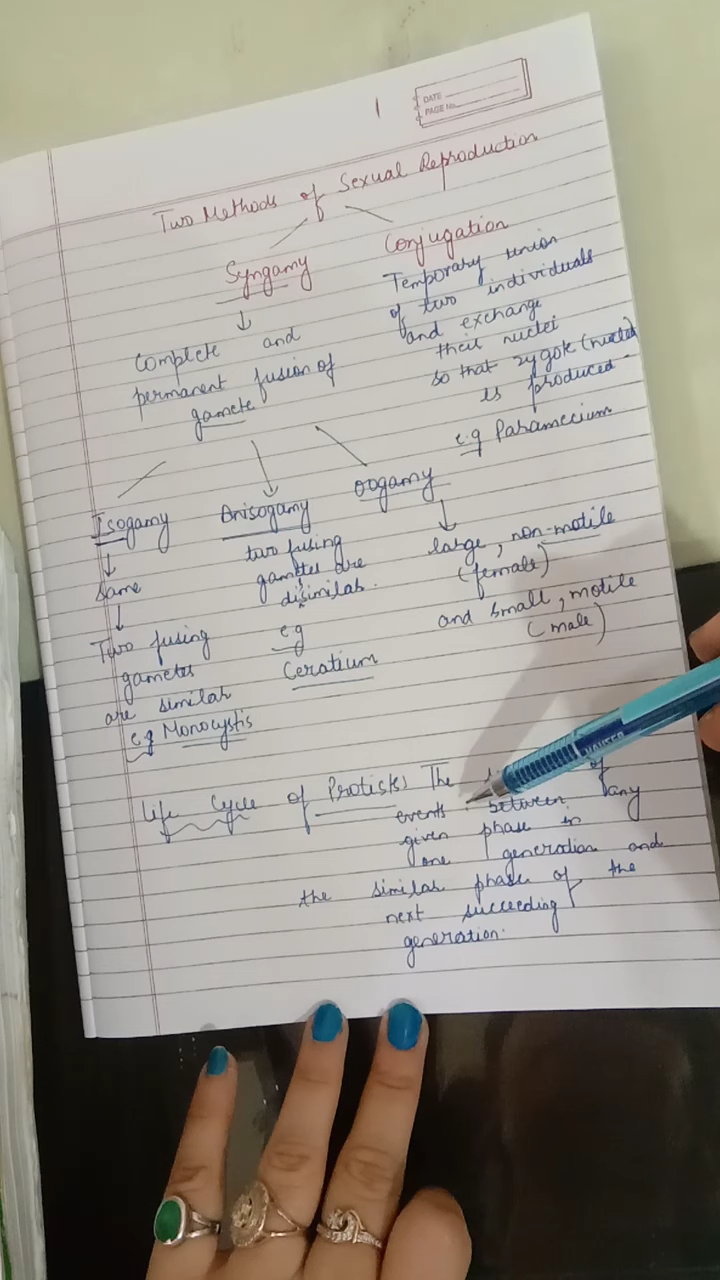 1
DATE
PAGE No.
Two Methods of Sexual Reproduction
Syngamy
Complete and
permanent fusion of
gamete
Conjugation
Temporary union
of two individuals
and exchange
their nuclei
so that zygote (nucleus
is produced
e.g Paramecium
Isogamy
Same
Two fusing
gametes
are similar
e.g Monocystis
Anisogamy
two fusing
gametes are
disimilar.
e.g
Ceratium
Oogamy
large, non-motile
(female)
and small, motile
(male)
Life Cycle of Protists: The of
events between any
given phase in
one generation and
the similar phase of the
next succeeding
generation.